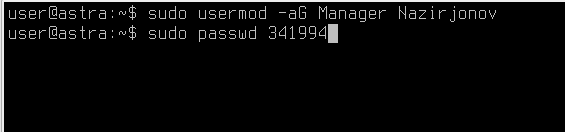 user@astra:~$ sudo usermod -aG Manager Nazirjonov
user@astra:~$ sudo passwd 341994